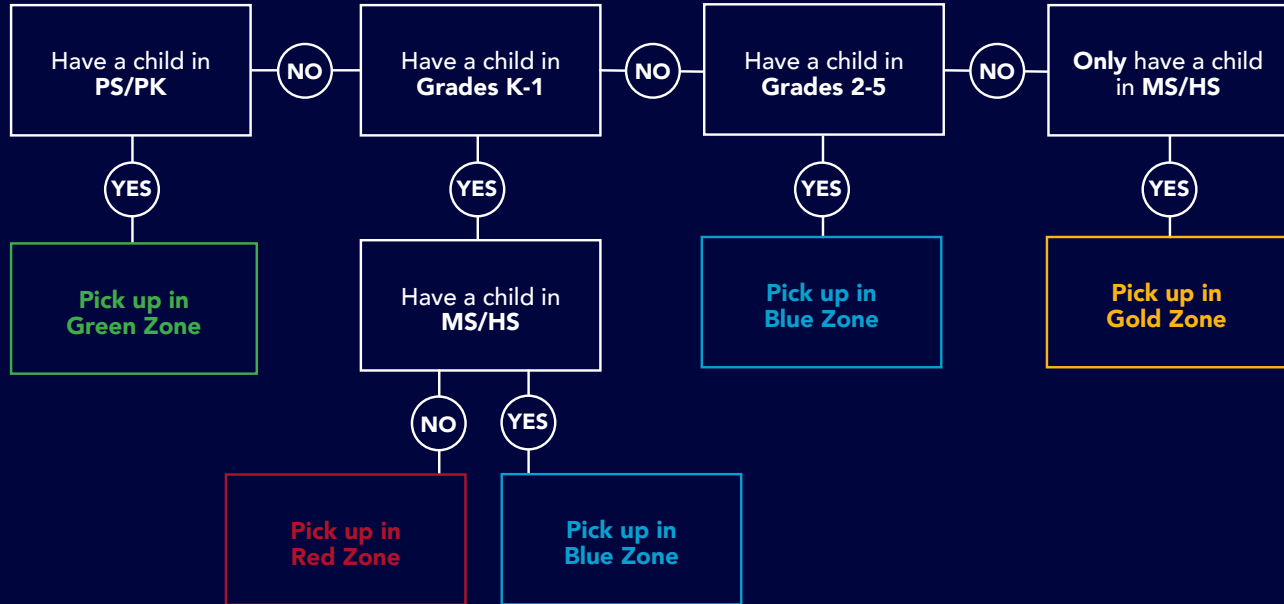 Have a child in
PS/PK
NO
Have a child in
Grades K-1
NO
Have a child in
Grades 2-5
NO
Only have a child
in MS/HS
YES
YES
YES
YES
Pick up in
Green Zone
Have a child in
MS/HS
Pick up in
Blue Zone
Pick up in
Gold Zone
NO
YES
Pick up in
Red Zone
Pick up in
Blue Zone